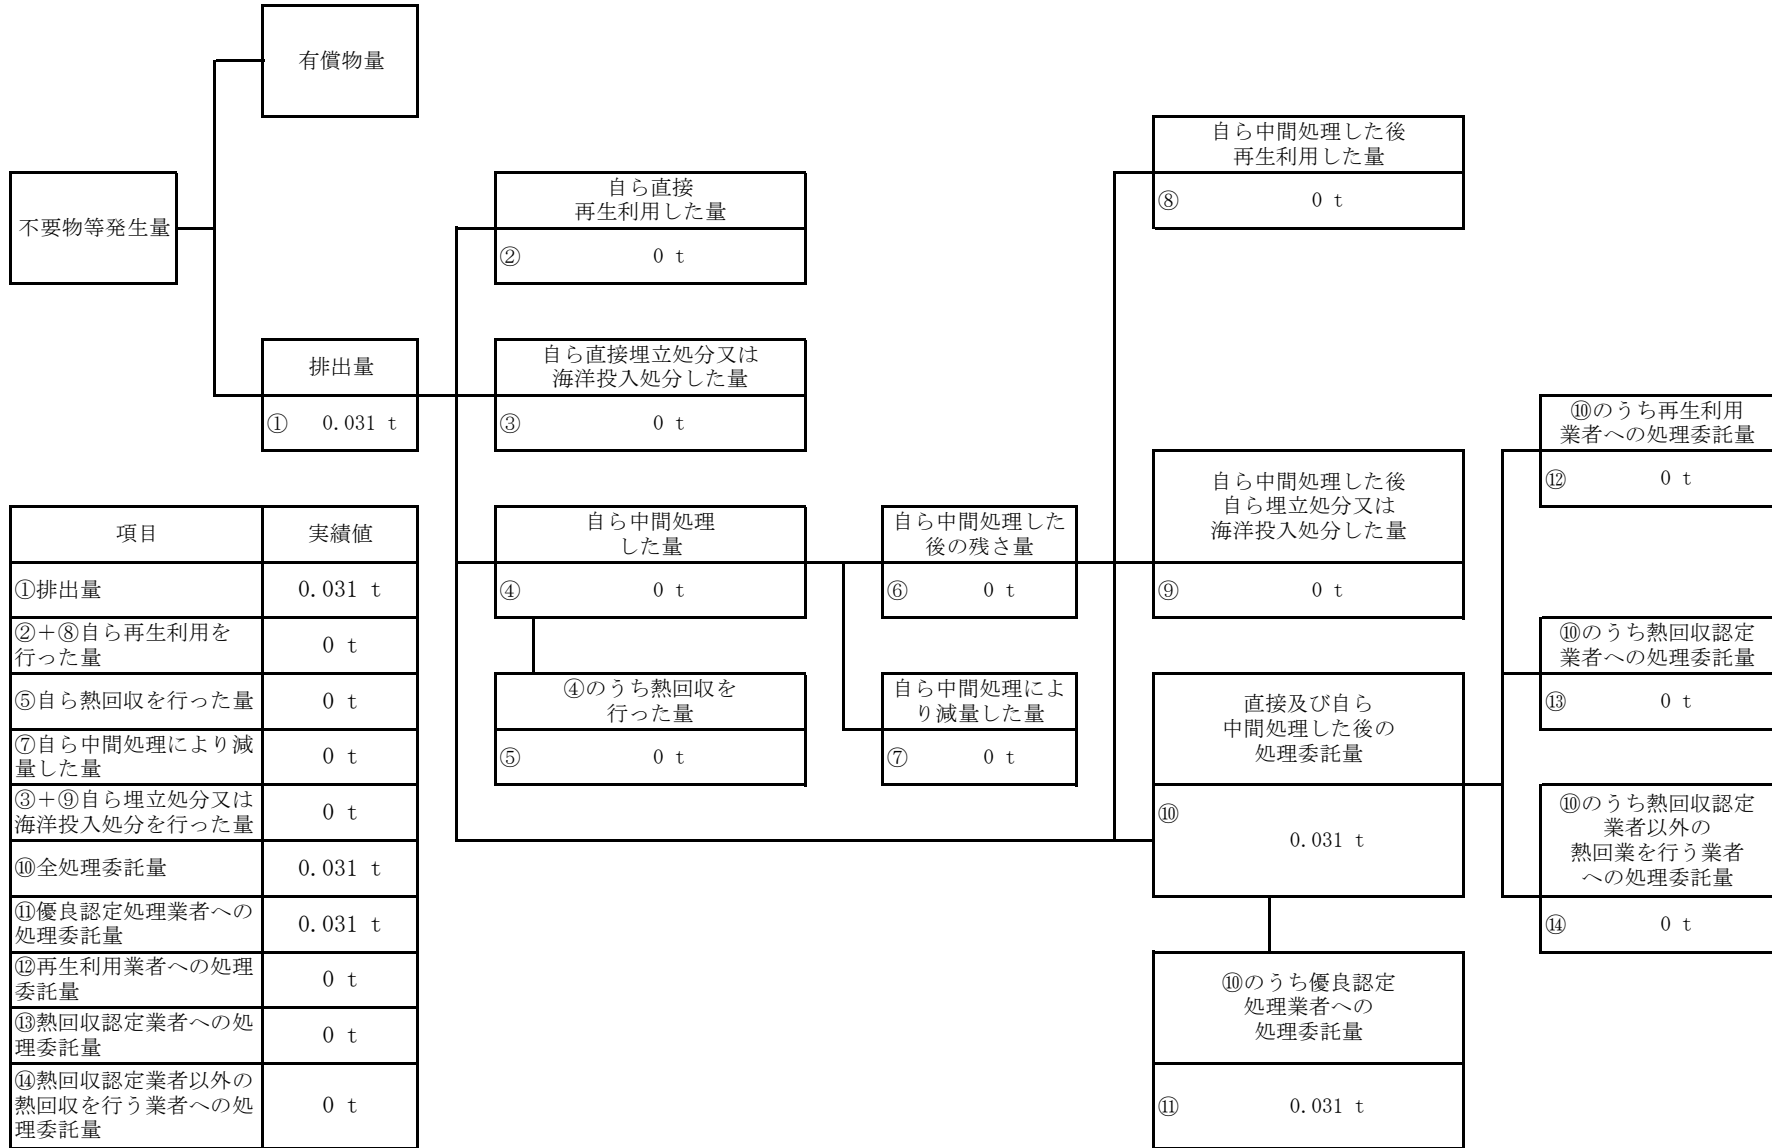 有償物量
不要物等発生量
排出量
① 0.031 t
自ら直接
再生利用した量
② 0 t
自ら直接埋立処分又は
海洋投入処分した量
③ 0 t
自ら中間処理
した量
④ 0 t
④のうち熱回収を
行った量
⑤ 0 t
自ら中間処理した
後の残さ量
⑥ 0 t
自ら中間処理によ
り減量した量
⑦ 0 t
自ら中間処理した後
再生利用した量
⑧ 0 t
自ら中間処理した後
自ら埋立処分又は
海洋投入処分した量
⑨ 0 t
直接及び自ら
中間処理した後の
処理委託量
⑩
0.031 t
⑩のうち優良認定
処理業者への
処理委託量
⑪ 0.031 t
⑩のうち再生利用
業者への処理委託量
⑫ 0 t
⑩のうち熱回収認定
業者への処理委託量
⑬ 0 t
⑩のうち熱回収認定
業者以外の
熱回業を行う業者
への処理委託量
⑭ 0 t
項目 実績値
①排出量 0.031 t
②+⑧自ら再生利用を
行った量 0 t
⑤自ら熱回収を行った量 0 t
⑦自ら中間処理により減
量した量 0 t
③+⑨自ら埋立処分又は
海洋投入処分を行った量 0 t
⑩全処理委託量 0.031 t
⑪優良認定処理業者への
処理委託量 0.031 t
⑫再生利用業者への処理
委託量 0 t
⑬熱回収認定業者への処
理委託量 0 t
⑭熱回収認定業者以外の
熱回収を行う業者への処 0 t
理委託量